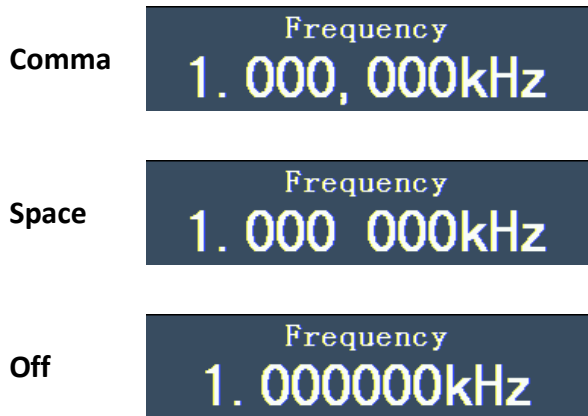 Frequency
Comma 1. 000, 000kHz
Frequency
Space 1. 000 000kHz
Frequency
Off 1. 000000kHz